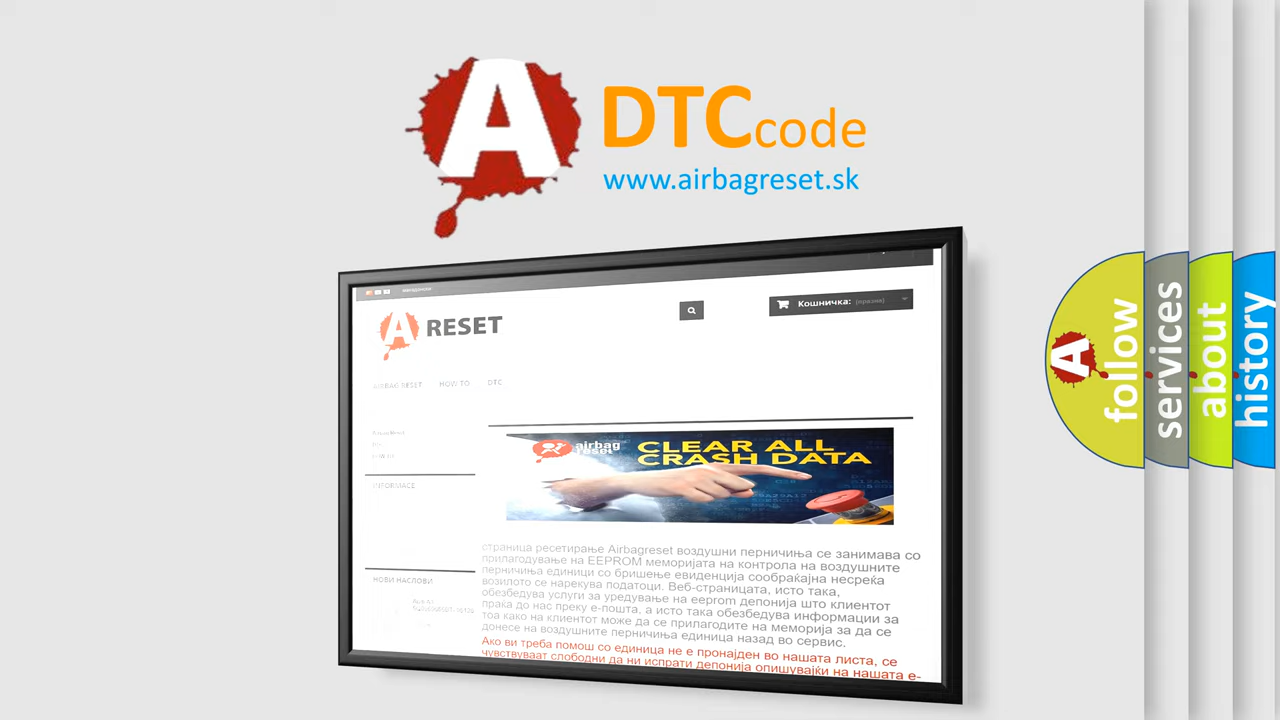 DTC code
www.airbagreset.sk
A RESET
Кошничка: (празни)
AIRBAG RESET HOW TO DTC
INFORMACE
НОВИ НАСЛОВИ
airbag
reset
CLEAR ALL
CRASH DATA
страница ресетирање Airbagreset воздушни перничиња се занимава со
прилагодување на EEPROM меморијата на контрола на воздушните
перничиња единици со бришење евиденција сообраќајна несреќа
возилото се нарекува податоци. Веб-страницата, исто така,
обезбедува услуги за уредување на eeprom депонија што клиентот
праќа до нас преку е-пошта, а исто така обезбедува информации за
тоа како на клиентот може да се прилагодите на меморија за да се
донесе на воздушните перничиња единица назад во сервис.
Ако ви треба помош со единица не е пронајден во нашата листа, се
чувствуваат слободни да ни испрати депонија опишувајќи на нашата е-
follow
services
about
history